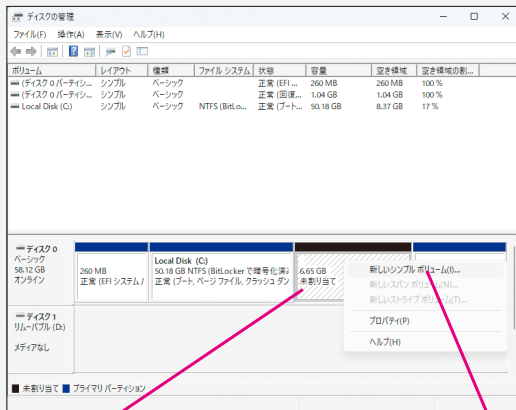 ディスクの管理
ファイル(F) 操作(A) 表示(V) ヘルプ(H)
ボリューム レイアウト 種類 ファイル システム 状態 容量 空き領域 空き領域の割...
(ディスク 0 パーティシ... シンプル ベーシック 正常 (EFI ... 260 MB 260 MB 100 %
(ディスク 0 パーティシ... シンプル ベーシック 正常 (回復... 1.04 GB 1.04 GB 100 %
Local Disk (C:) シンプル ベーシック NTFS (BitLo... 正常 (ブート... 50.18 GB 8.37 GB 17 %
ディスク 0
ベーシック
58.12 GB
オンライン
260 MB
正常 (EFI システム /
Local Disk (C:)
50.18 GB NTFS (BitLocker で暗号化済み
正常 (ブート, ページ ファイル, クラッシュ ダン
6.65 GB
未割り当て
新しいシンプル ボリューム(I)...
新しいスパン ボリューム(N)...
新しいストライプ ボリューム(T)...
プロパティ(P)
ヘルプ(H)
ディスク 1
リムーバブル (D:)
メディアなし
未割り当て プライマリ パーティション